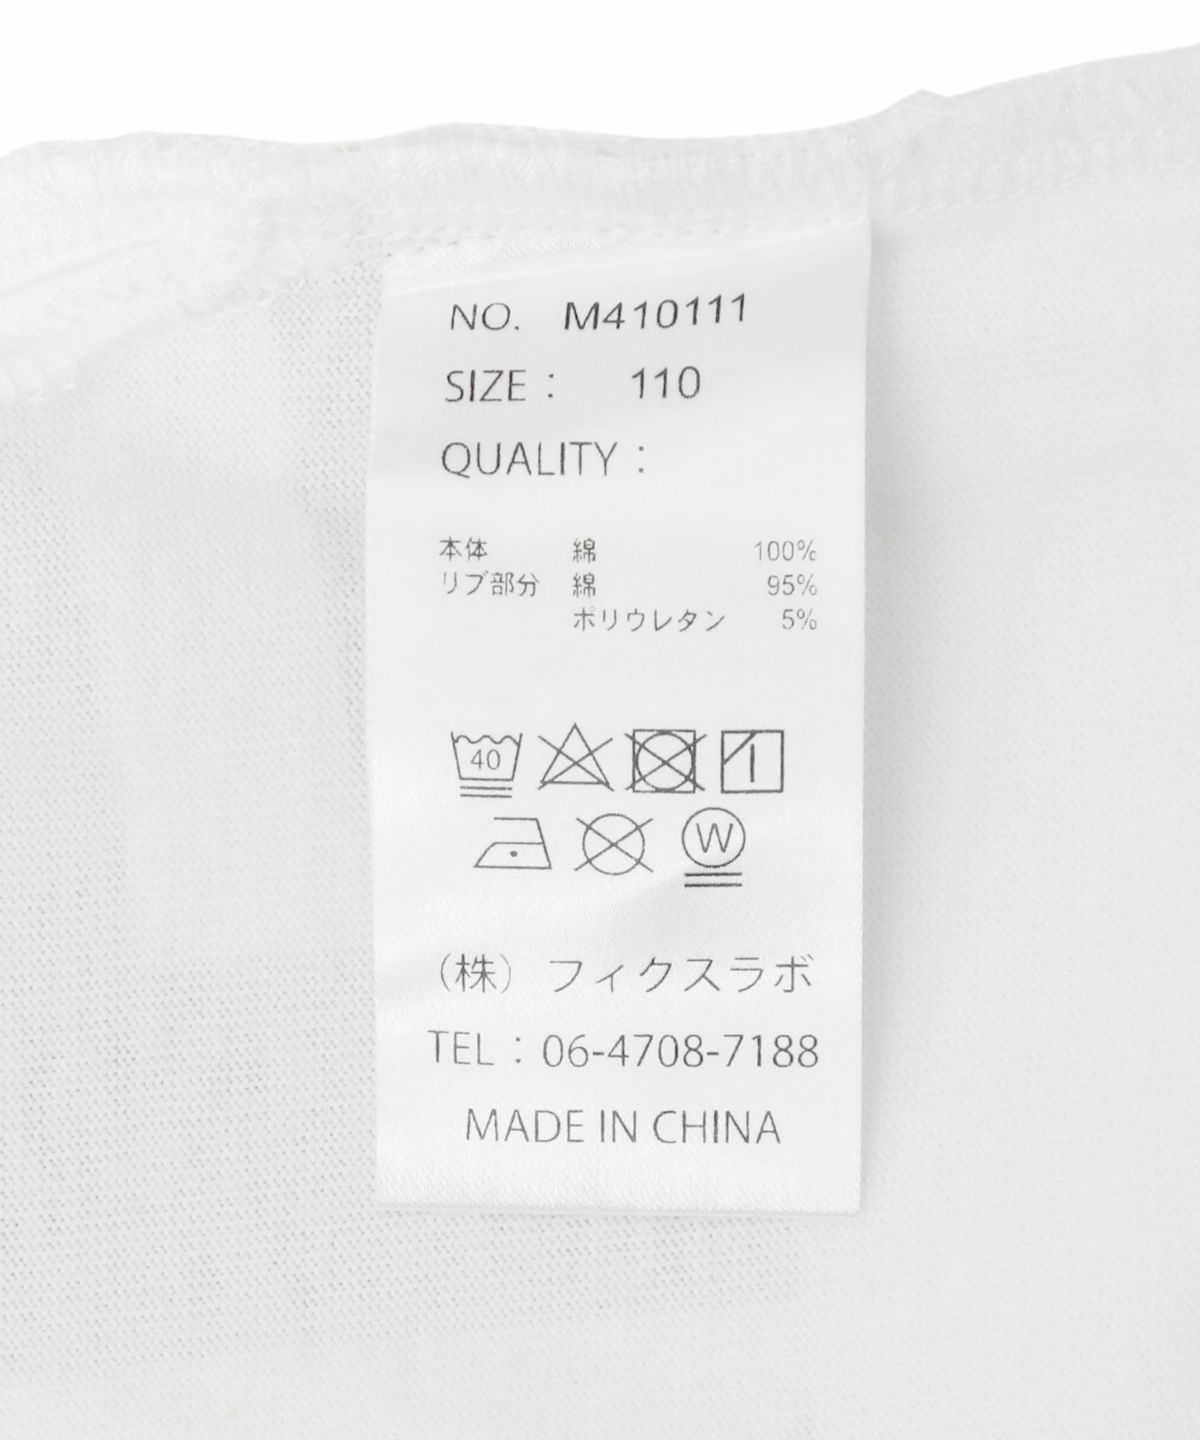 NO. M410111
SIZE： 110
QUALITY：
本体 綿 100%
リブ部分 綿 95%
ポリウレタン 5%
40
W
（株）フィクスラボ
TEL：06-4708-7188
MADE IN CHINA